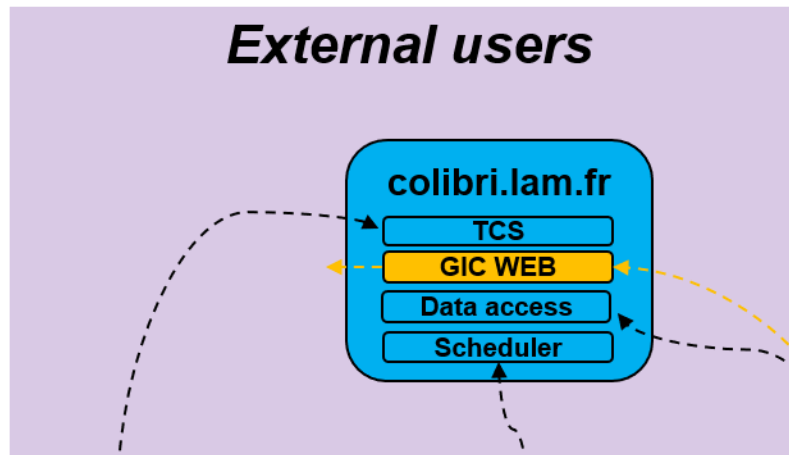 External users
colibri.lam.fr
TCS
GIC WEB
Data access
Scheduler